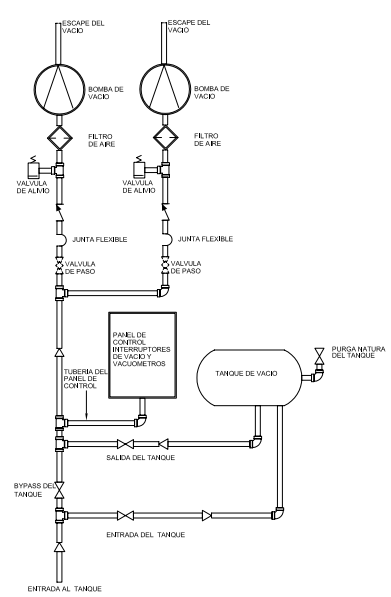 ESCAPE DEL
VACIO
ESCAPE DEL
VACIO
BOMBA DE
VACIO
BOMBA DE
VACIO
FILTRO
DE AIRE
FILTRO
DE AIRE
VALVULA
DE ALIVIO
VALVULA
DE ALIVIO
JUNTA FLEXIBLE
JUNTA FLEXIBLE
VALVULA
DE PASO
VALVULA
DE PASO
PANEL DE
CONTROL
INTERRUPTORES
DE VACIO Y
VACUOMETROS
PURGA NATURA
DEL TANQUE
TANQUE DE VACIO
TUBERIA DEL
PANEL DE
CONTROL
SALIDA DEL TANQUE
BYPASS DEL
TANQUE
ENTRADA DEL TANQUE
ENTRADA AL TANQUE